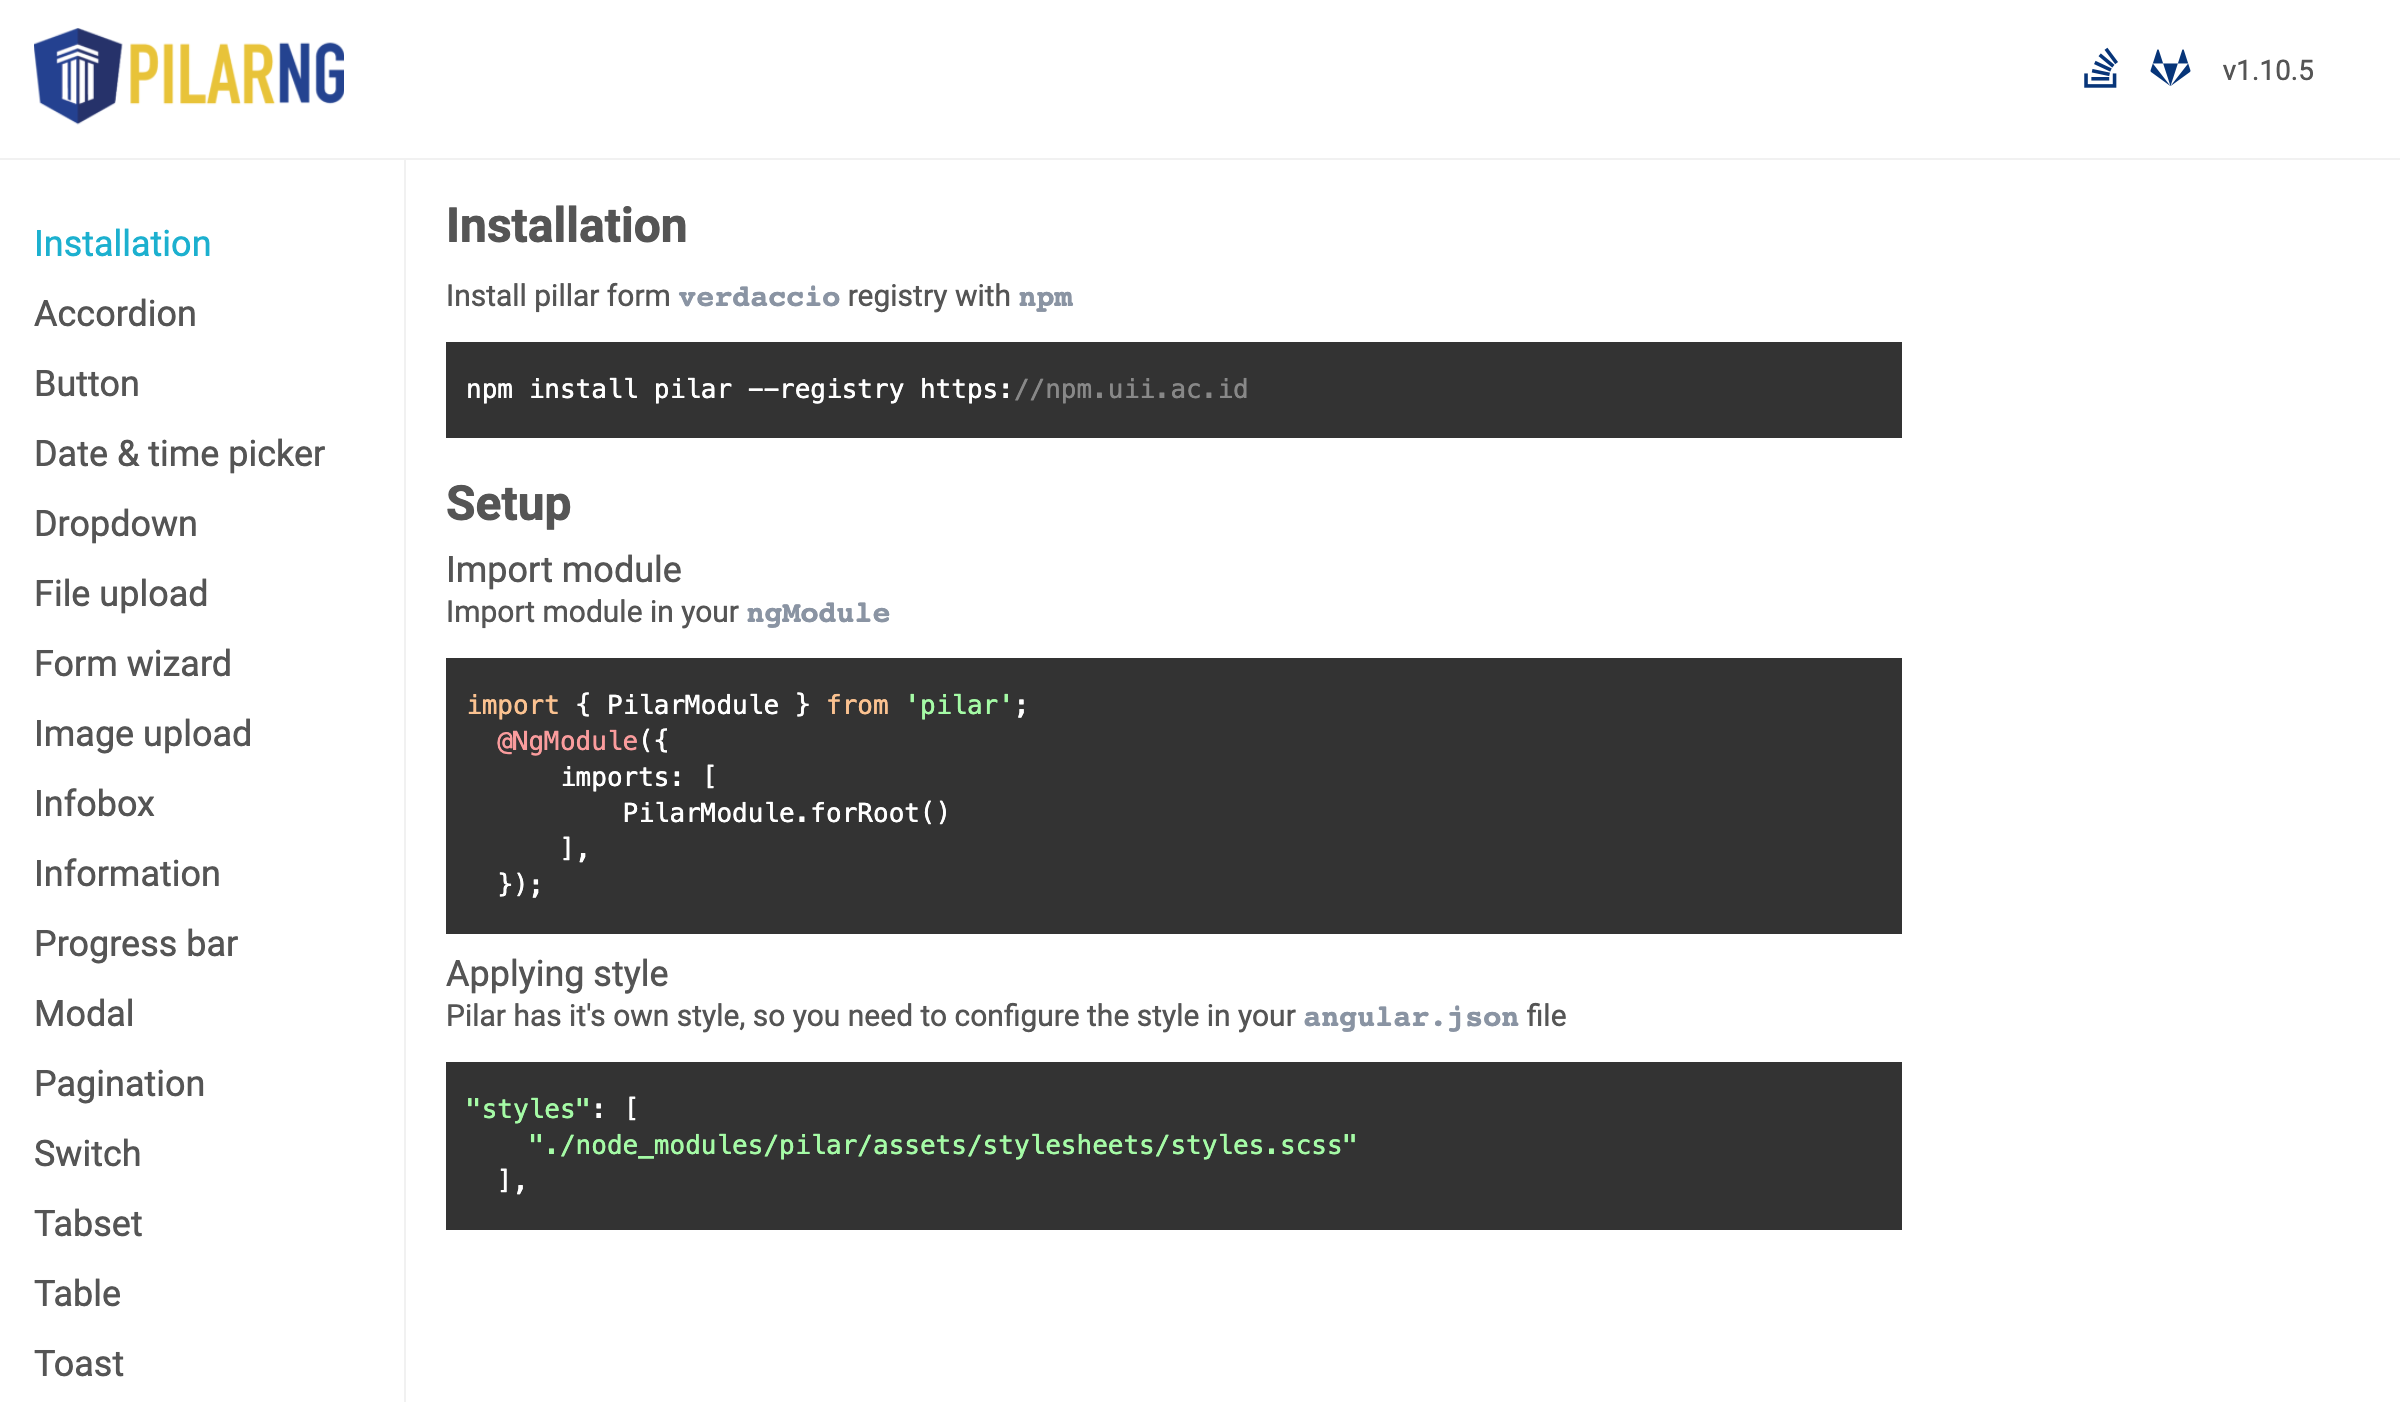 PILARNG
v1.10.5
Installation
Accordion
Button
Date & time picker
Dropdown
File upload
Form wizard
Image upload
Infobox
Information
Progress bar
Modal
Pagination
Switch
Tabset
Table
Toast
Installation
Install pillar form verdaccio registry with npm
npm install pilar --registry https://npm.uii.ac.id
Setup
Import module
Import module in your ngModule
import { PilarModule } from 'pilar';
@NgModule({
imports: [
PilarModule.forRoot()
],
});
Applying style
Pilar has it's own style, so you need to configure the style in your angular.json file
"styles": [
"./node_modules/pilar/assets/stylesheets/styles.scss"
],